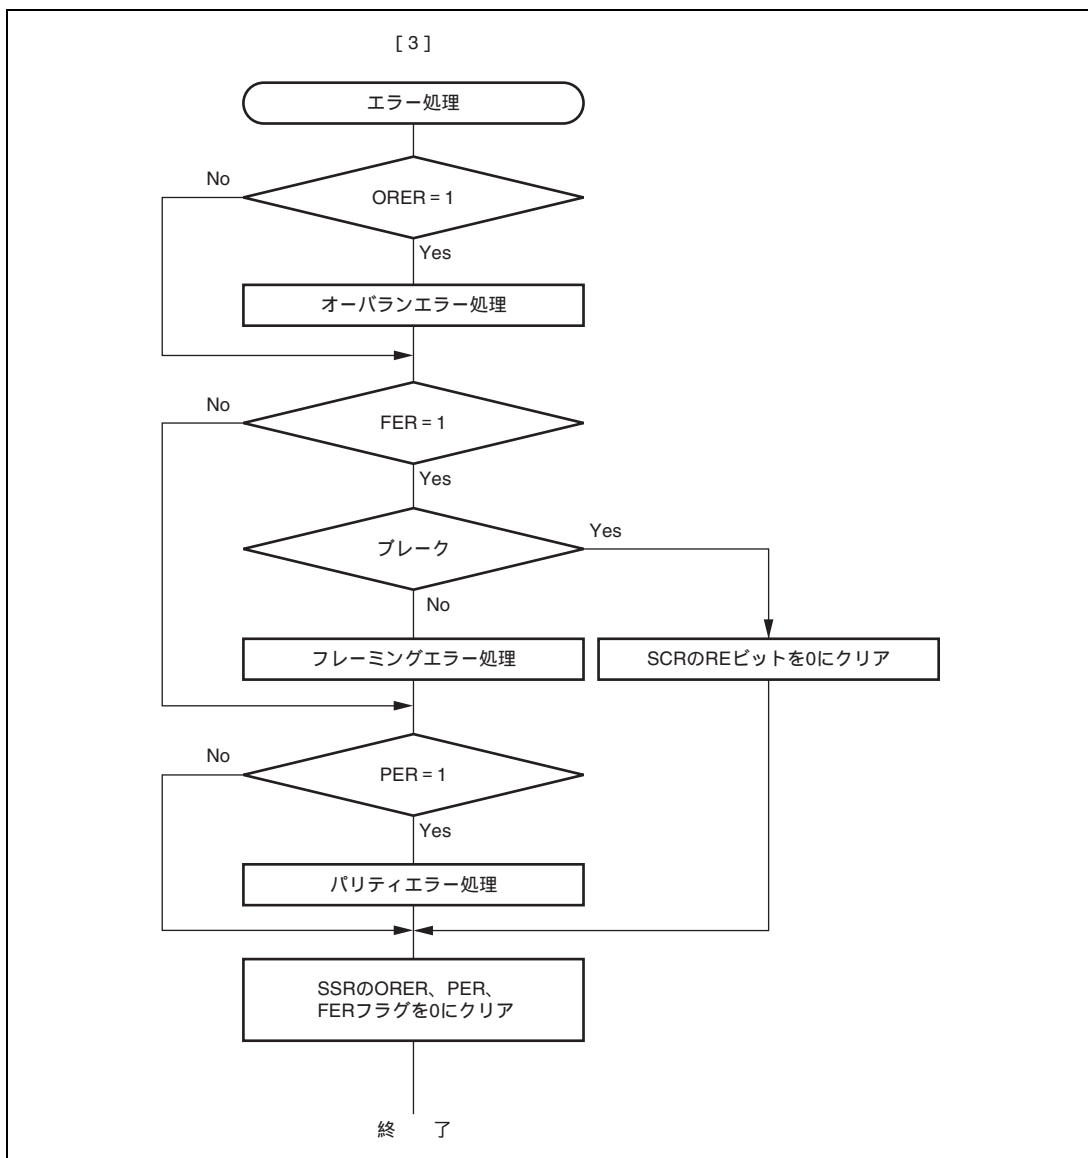 [ 3 ]
エラー処理
No
ORER = 1
Yes
オーバランエラー処理
No
FER = 1
Yes
ブレーク
Yes
No
フレーミングエラー処理
SCRのREビットを0にクリア
No
PER = 1
Yes
パリティエラー処理
SSRのORER、PER、
FERフラグを0にクリア
終 了